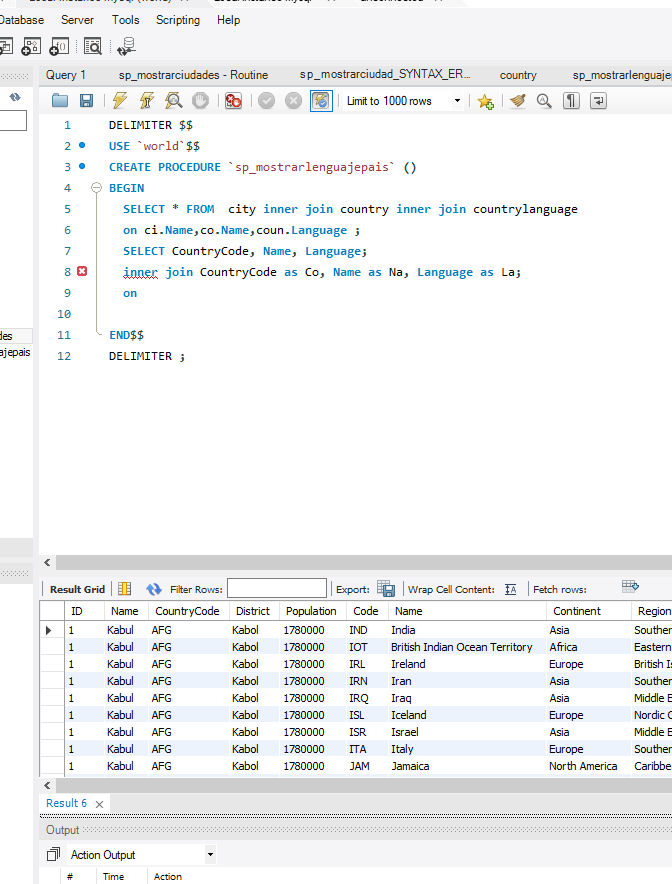 Database Server Tools Scripting Help
Query 1 sp_mostrarciudades - Routine sp_mostrarciudad_SYNTAX_ER... country sp_mostrarlenguajepa
Limit to 1000 rows
1 DELIMITER $$
2 USE `world`$$
3 CREATE PROCEDURE `sp_mostrarlenguajepais` ()
4 BEGIN
5 SELECT * FROM city inner join country inner join countrylanguage
6 on ci.Name,co.Name,coun.Language ;
7 SELECT CountryCode, Name, Language;
8 inner join CountryCode as Co, Name as Na, Language as La;
9 on
10
11 END$$
12 DELIMITER ;
des
ajepais
Result Grid Filter Rows: Export: Wrap Cell Content: Fetch rows:
ID Name CountryCode District Population Code Name Continent Region
1 Kabul AFG Kabol 1780000 IND India Asia Southern
1 Kabul AFG Kabol 1780000 IOT British Indian Ocean Territory Africa Eastern
1 Kabul AFG Kabol 1780000 IRL Ireland Europe British Is
1 Kabul AFG Kabol 1780000 IRN Iran Asia Southern
1 Kabul AFG Kabol 1780000 IRQ Iraq Asia Middle E
1 Kabul AFG Kabol 1780000 ISL Iceland Europe Nordic C
1 Kabul AFG Kabol 1780000 ISR Israel Asia Middle E
1 Kabul AFG Kabol 1780000 ITA Italy Europe Southern
1 Kabul AFG Kabol 1780000 JAM Jamaica North America Caribbe
Result 6
Output
Action Output
# Time Action